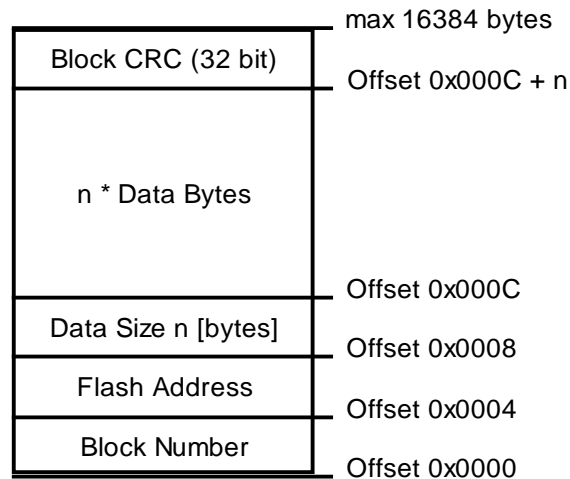 max 16384 bytes
Block CRC (32 bit)
Offset 0x000C + n
n * Data Bytes
Offset 0x000C
Data Size n [bytes]
Offset 0x0008
Flash Address
Offset 0x0004
Block Number
Offset 0x0000